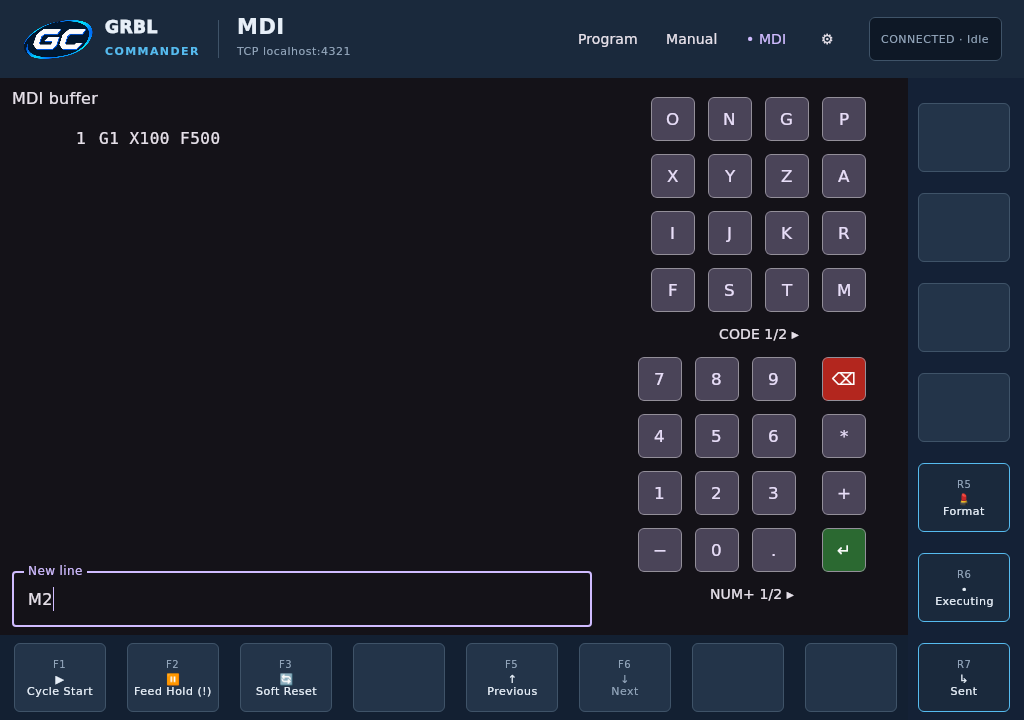 GC
GRBL
COMMANDER
MDI
TCP localhost:4321
Program
Manual
• MDI
⚙
CONNECTED · Idle
MDI buffer
1 G1 X100 F500
O N G P
X Y Z A
I J K R
F S T M
CODE 1/2 ▸
7 8 9 ⌫
4 5 6 *
1 2 3 +
− 0 . ↵
NUM+ 1/2 ▸
New line
M2
R5
Format
R6
•
Executing
R7
↳
Sent
F1
▶
Cycle Start
F2
⏸
Feed Hold (!)
F3
🔄
Soft Reset
F5
↑
Previous
F6
↓
Next